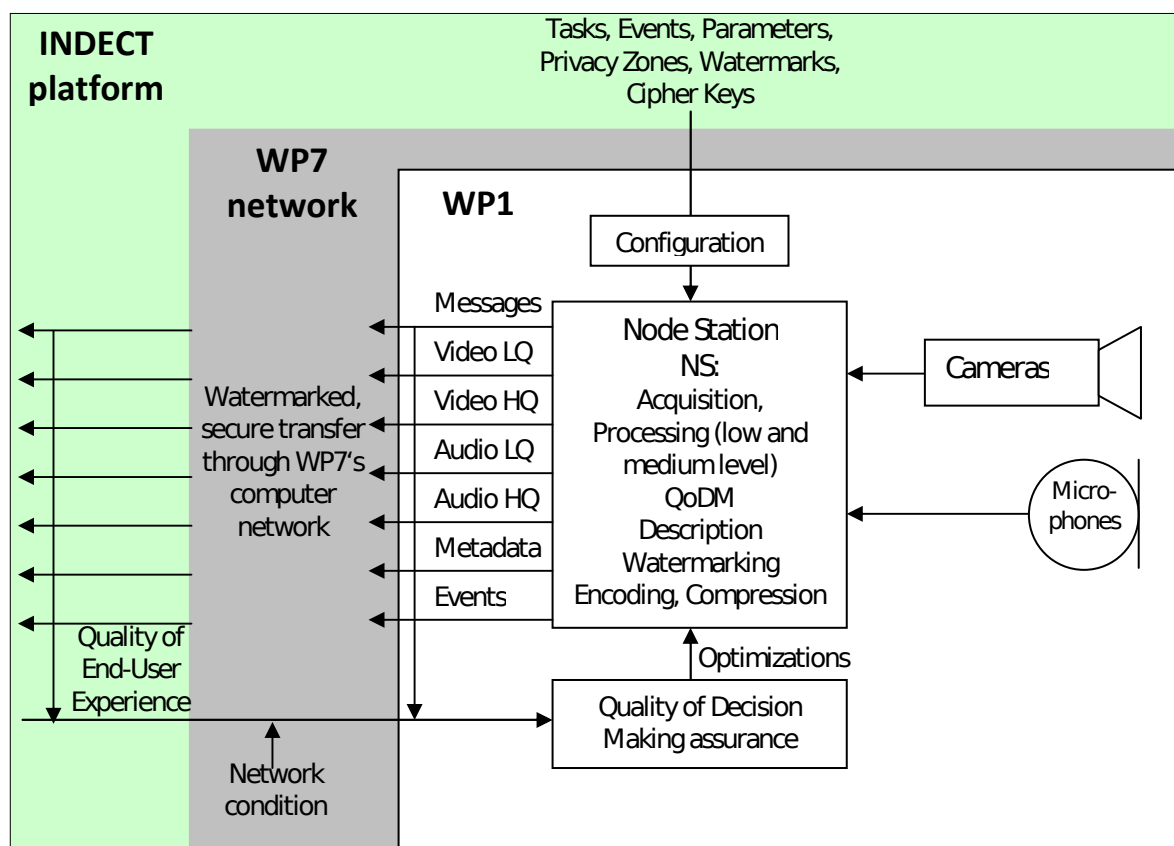 INDECT
platform
Tasks, Events, Parameters,
Privacy Zones, Watermarks,
Cipher Keys
WP7
network
WP1
Configuration
Messages
Video LQ
Video HQ
Audio LQ
Audio HQ
Metadata
Events
Node Station
NS:
Acquisition,
Processing (low and
medium level)
QoDM
Description
Watermarking
Encoding, Compression
Cameras
Micro-
phones
Watermarked,
secure transfer
through WP7‘s
computer
network
Quality of
End-User
Experience
Optimizations
Quality of Decision
Making assurance
Network
condition